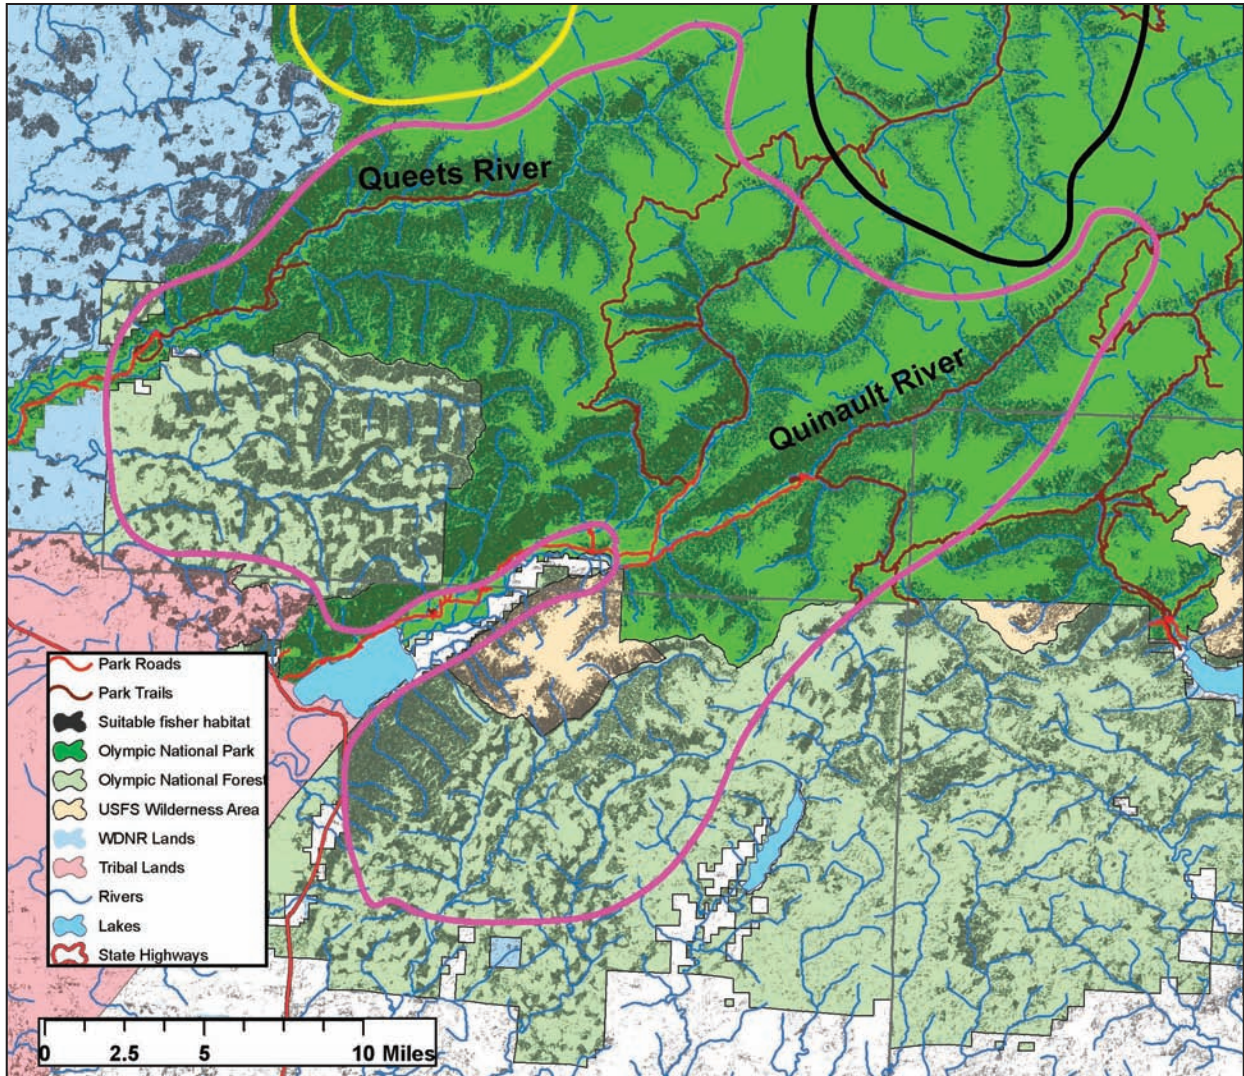 Queets River
Quinault River
Park Roads
Park Trails
Suitable fisher habitat
Olympic National Park
Olympic National Forest
USFS Wilderness Area
WDNR Lands
Tribal Lands
Rivers
Lakes
State Highways
0 2.5 5 10 Miles